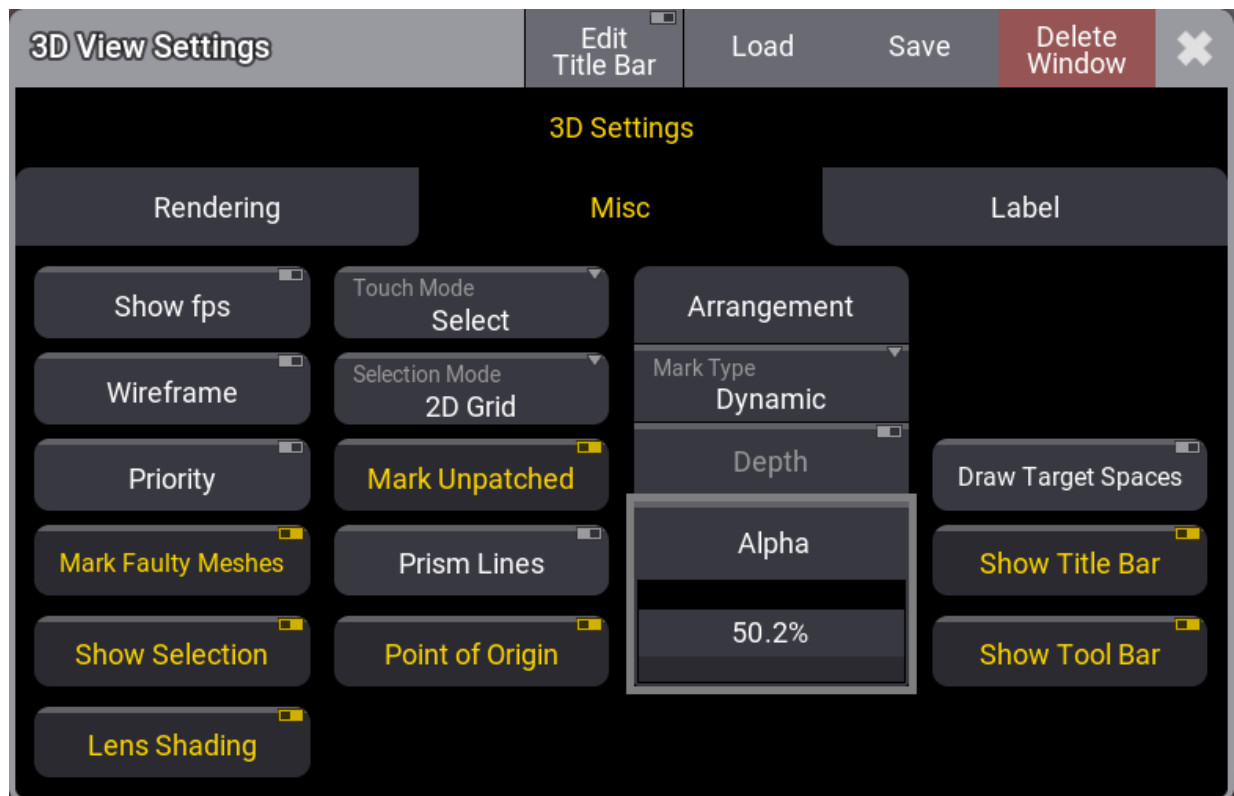 3D View Settings
Edit
Title Bar
Load
Save
Delete
Window
3D Settings
Rendering
Misc
Label
Show fps
Touch Mode
Select
Arrangement
Wireframe
Selection Mode
2D Grid
Mark Type
Dynamic
Priority
Mark Unpatched
Depth
Draw Target Spaces
Mark Faulty Meshes
Prism Lines
Alpha
Show Title Bar
Show Selection
Point of Origin
50.2%
Show Tool Bar
Lens Shading